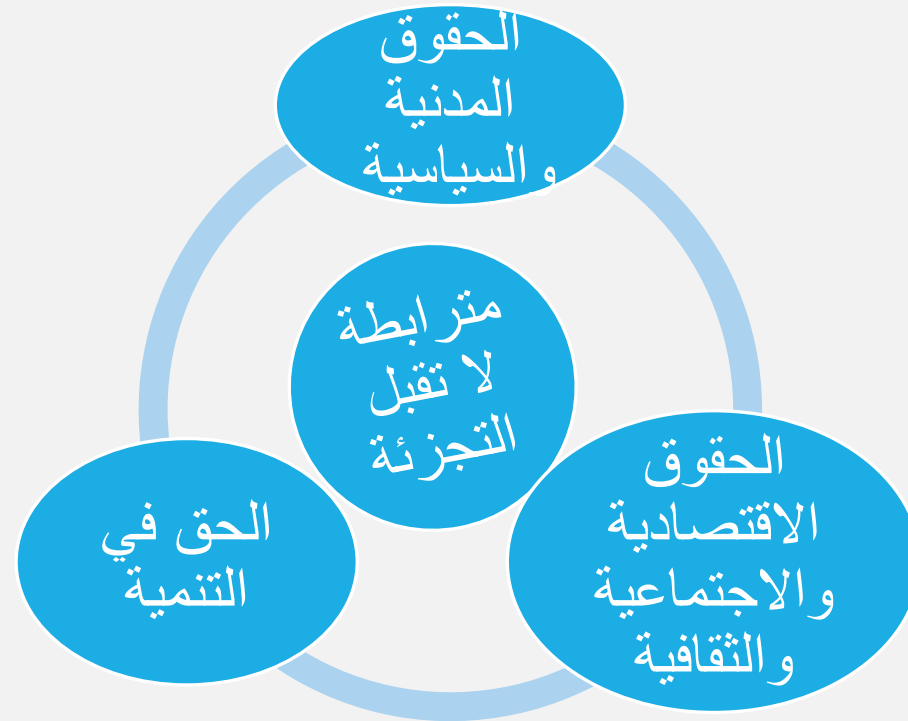 الحقوق
المدنية
والسياسية
مترابطة
لا تقبل
التجزئة
الحقوق
الاقتصادية
والاجتماعية
والثقافية
الحق في
التنمية